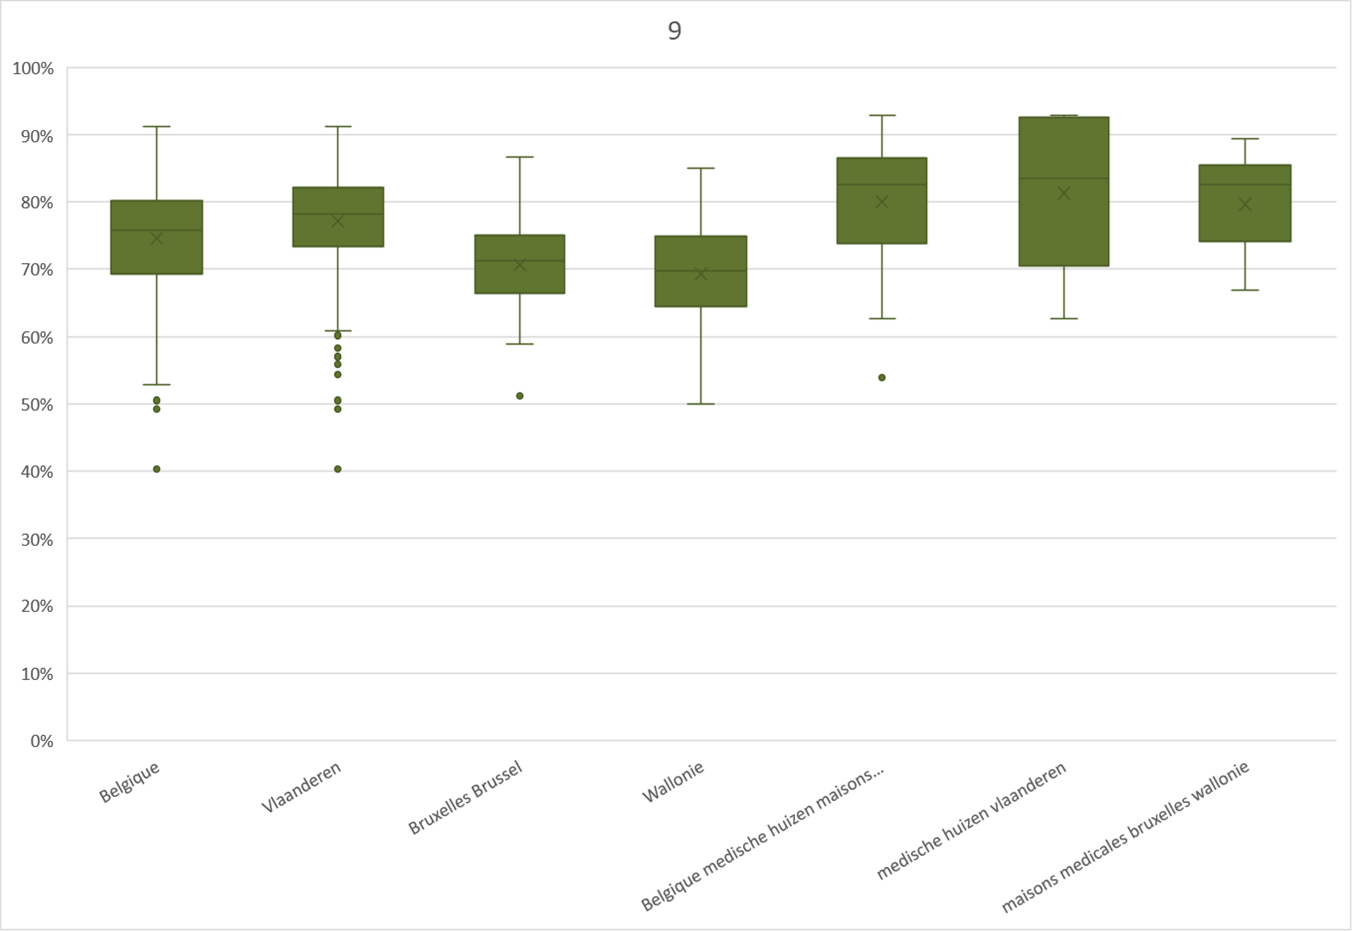 9
100%
90%
80%
70%
60%
50%
40%
30%
20%
10%
0%
Belgique
Vlaanderen
Bruxelles Brussel
Wallonie
Belgique medische huizen maisons...
medische huizen vlaanderen
maisons medicales bruxelles wallonie